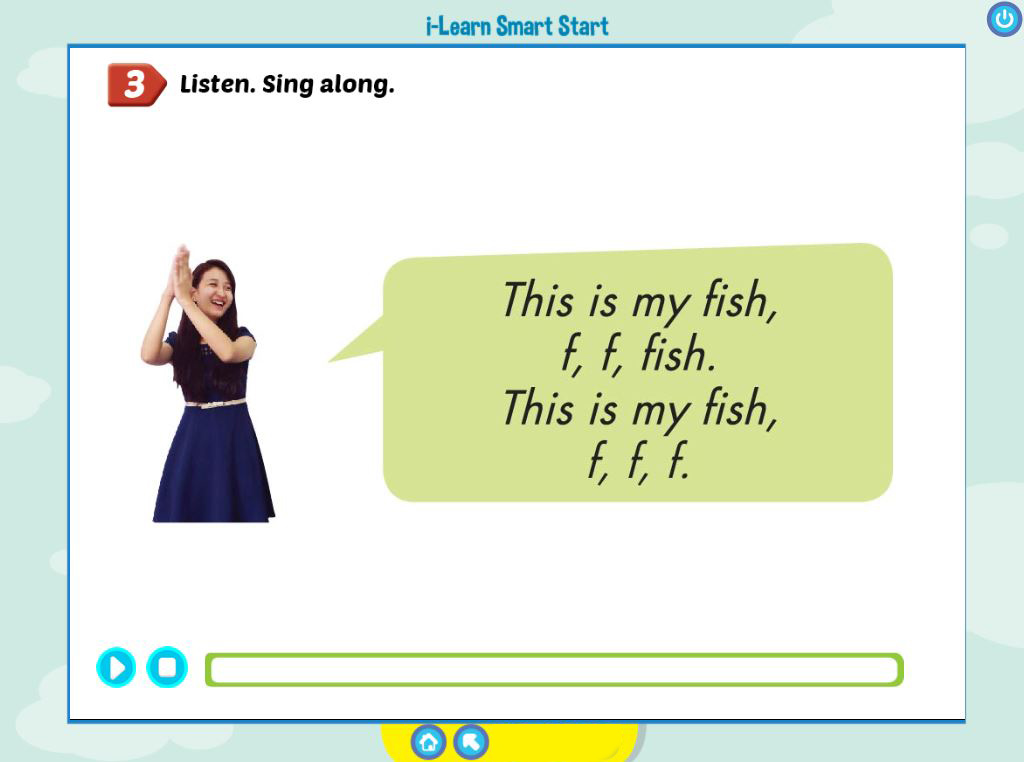 i-Learn Smart Start
3 Listen. Sing along.
This is my fish,
f, f, fish.
This is my fish,
f, f, f.